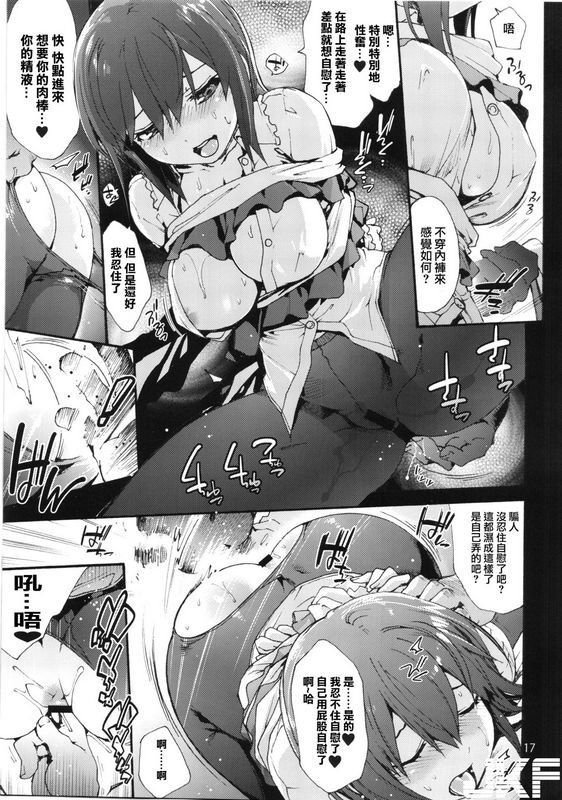 唔
嗯…
特別特別地
性奮…♥
在路上走著走著
差點就想自慰了…
快 快點進來
想要你的肉棒…
你的精液♥
不穿內褲來
感覺如何?
但 但是還好
我忍住了
騙人
沒忍住自慰了吧?
這都濕成這樣了
是自己弄的吧?
吼…唔
♥
是……是的♥
我忍不住自慰了
自己用屁股自慰了
啊~哈
啊…啊
17
JKF